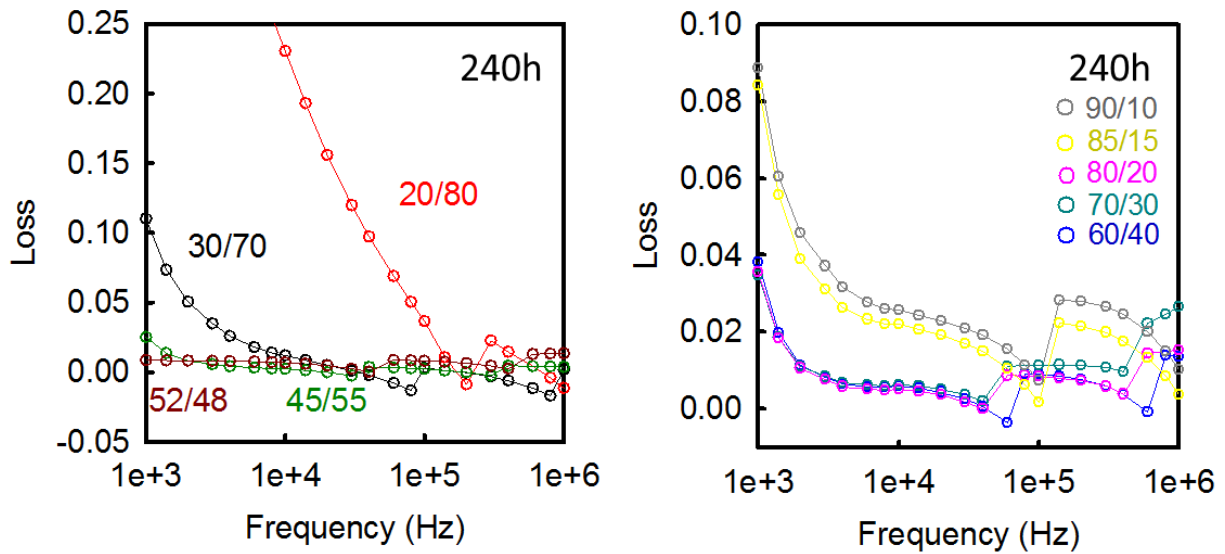 0.25
0.20
0.15
0.10
0.05
0.00
-0.05
Loss
240h
20/80
30/70
52/48
45/55
1e+3
1e+4
1e+5
1e+6
Frequency (Hz)
0.10
0.08
0.06
0.04
0.02
0.00
Loss
240h
90/10
85/15
80/20
70/30
60/40
1e+3
1e+4
1e+5
1e+6
Frequency (Hz)